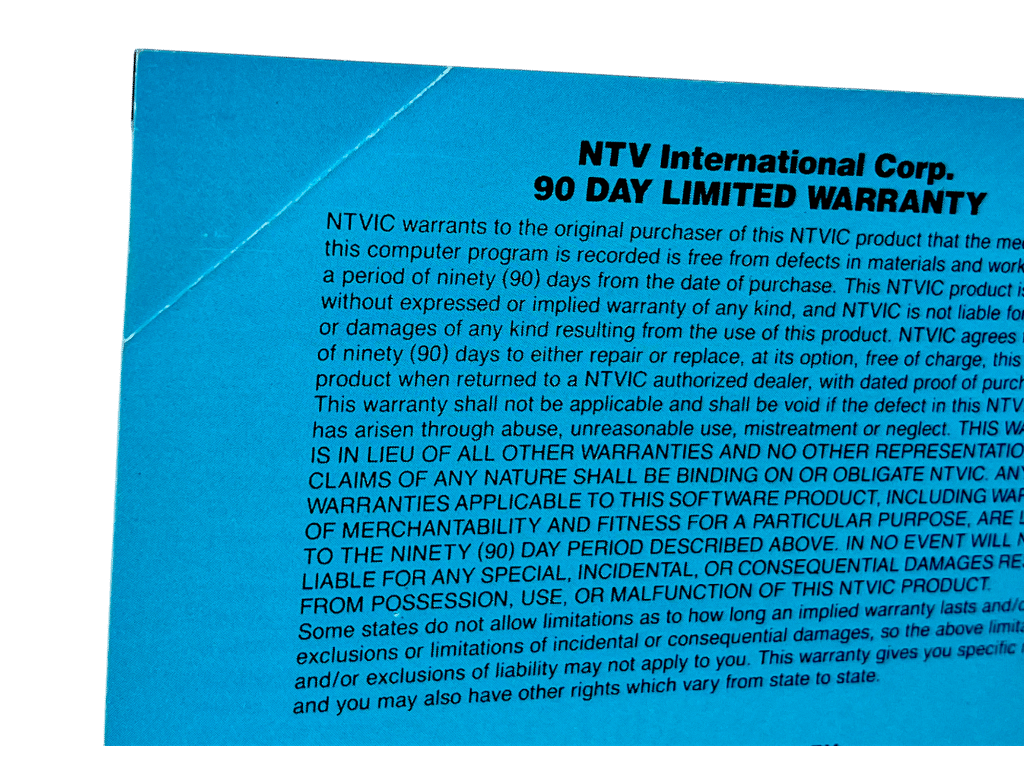 NTV International Corp.
90 DAY LIMITED WARRANTY
NTVIC warrants to the original purchaser of this NTVIC product that the
this computer program is recorded is free from defects in materials and
a period of ninety (90) days from the date of purchase. This NTVIC product
without expressed or implied warranty of any kind, and NTVIC is not liable for
or damages of any kind resulting from the use of this product. NTVIC agrees
of ninety (90) days to either repair or replace, at its option, free of charge, this
product when returned to a NTVIC authorized dealer, with dated proof of
This warranty shall not be applicable and shall be void if the defect in this
has arisen through abuse, unreasonable use, mistreatment or neglect. THIS
IS IN LIEU OF ALL OTHER WARRANTIES AND NO OTHER
CLAIMS OF ANY NATURE SHALL BE BINDING ON OR OBLIGATE NTVIC.
WARRANTIES APPLICABLE TO THIS SOFTWARE PRODUCT, INCLUDING
OF MERCHANTABILITY AND FITNESS FOR A PARTICULAR PURPOSE, ARE
TO THE NINETY (90) DAY PERIOD DESCRIBED ABOVE. IN NO EVENT WILL
LIABLE FOR ANY SPECIAL, INCIDENTAL, OR CONSEQUENTIAL DAMAGES
FROM POSSESSION, USE, OR MALFUNCTION OF THIS NTVIC PRODUCT.
Some states do not allow limitations as to how long an implied warranty lasts
exclusions or limitations of incidental or consequential damages, so the above
and/or exclusions of liability may not apply to you. This warranty gives you specific
and you may also have other rights which vary from state to state.